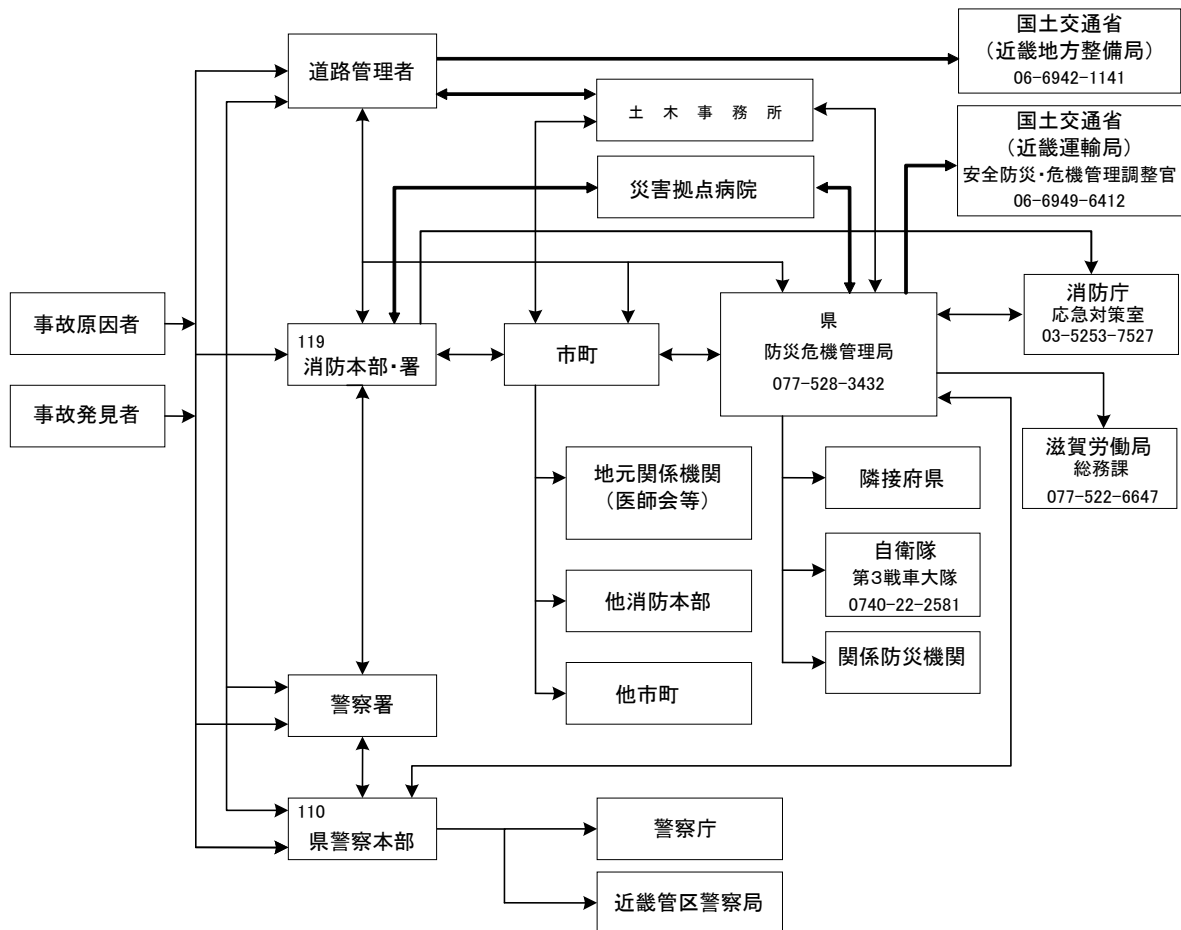 国土交通省
（近畿地方整備局）
06-6942-1141
道路管理者
土木事務所
国土交通省
（近畿運輸局）
安全防災・危機管理調整官
06-6949-6412
災害拠点病院
事故原因者
119
消防本部・署
市町
県
防災危機管理局
077-528-3432
消防庁
応急対策室
03-5253-7527
事故発見者
滋賀労働局
総務課
077-522-6647
地元関係機関
（医師会等）
隣接府県
自衛隊
第3戦車大隊
0740-22-2581
他消防本部
関係防災機関
他市町
警察署
110
県警察本部
警察庁
近畿管区警察局